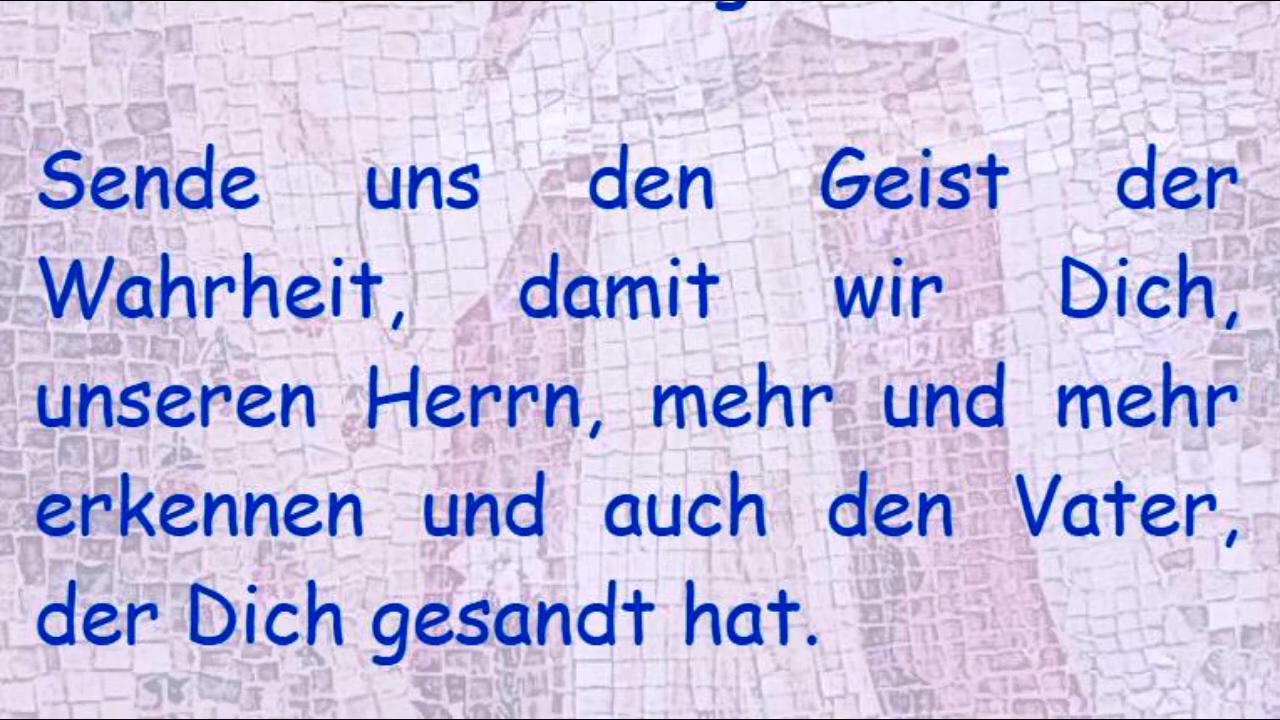 Sende uns den Geist der
Wahrheit, damit wir Dich,
unseren Herrn, mehr und mehr
erkennen und auch den Vater,
der Dich gesandt hat.